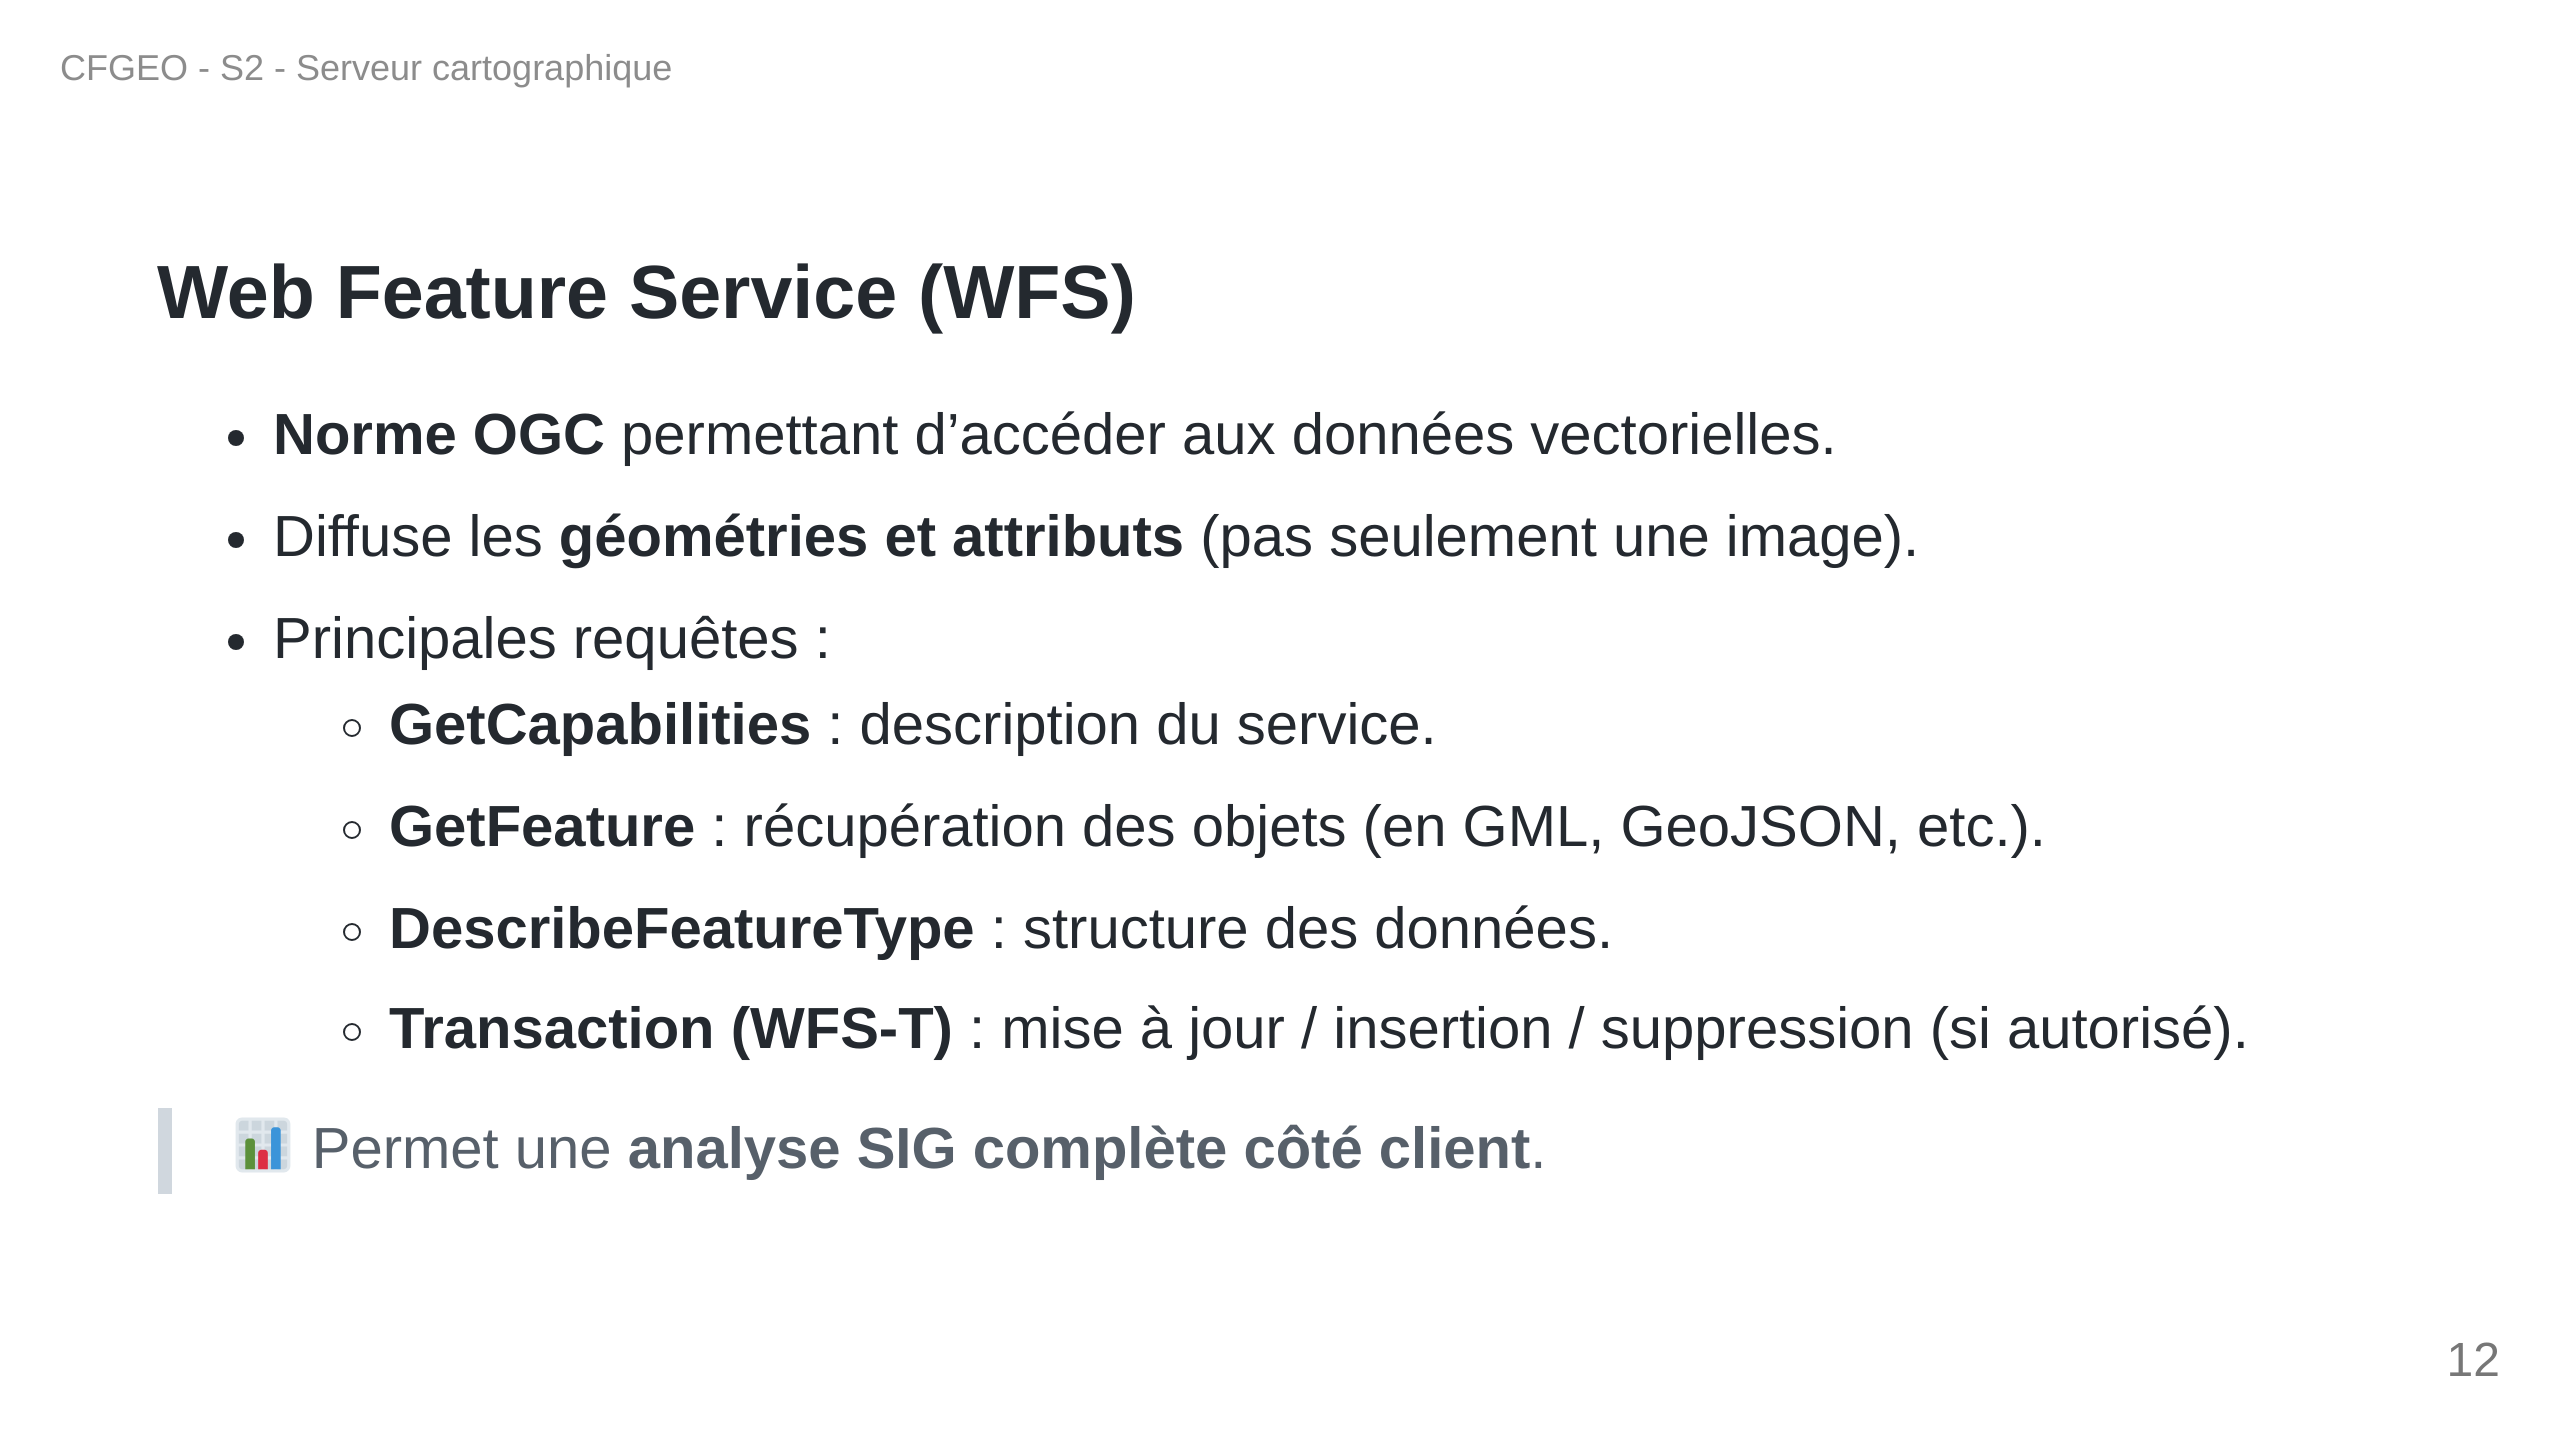 CFGEO - S2 - Serveur cartographique
Web Feature Service (WFS)
Norme OGC permettant d’accéder aux données vectorielles.
Diffuse les géométries et attributs (pas seulement une image).
Principales requêtes :
GetCapabilities : description du service.
GetFeature : récupération des objets (en GML, GeoJSON, etc.).
DescribeFeatureType : structure des données.
Transaction (WFS-T) : mise à jour / insertion / suppression (si autorisé).
📊 Permet une analyse SIG complète côté client.
12